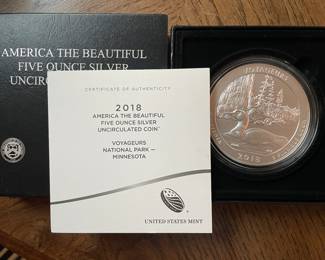 AMERICA THE BEAUTIFUL
FIVE OUNCE SILVER
UNCIRC
CERTIFICATE OF AUTHENTICITY
2018
AMERICA THE BEAUTIFUL
FIVE OUNCE SILVER
UNCIRCULATED COIN™
VOYAGEURS
NATIONAL PARK —
MINNESOTA
UNITED STATES MINT
VOYAGEURS
2018